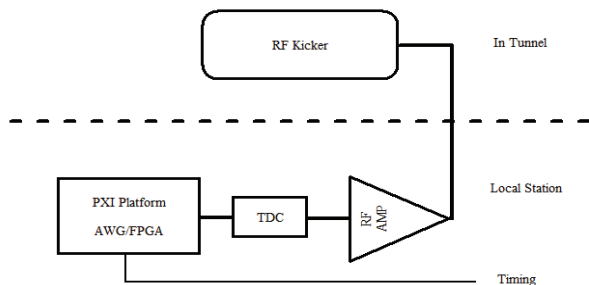 RF Kicker
In Tunnel
Local Station
PXI Platform
AWG/FPGA
TDC
RF
AMP
Timing